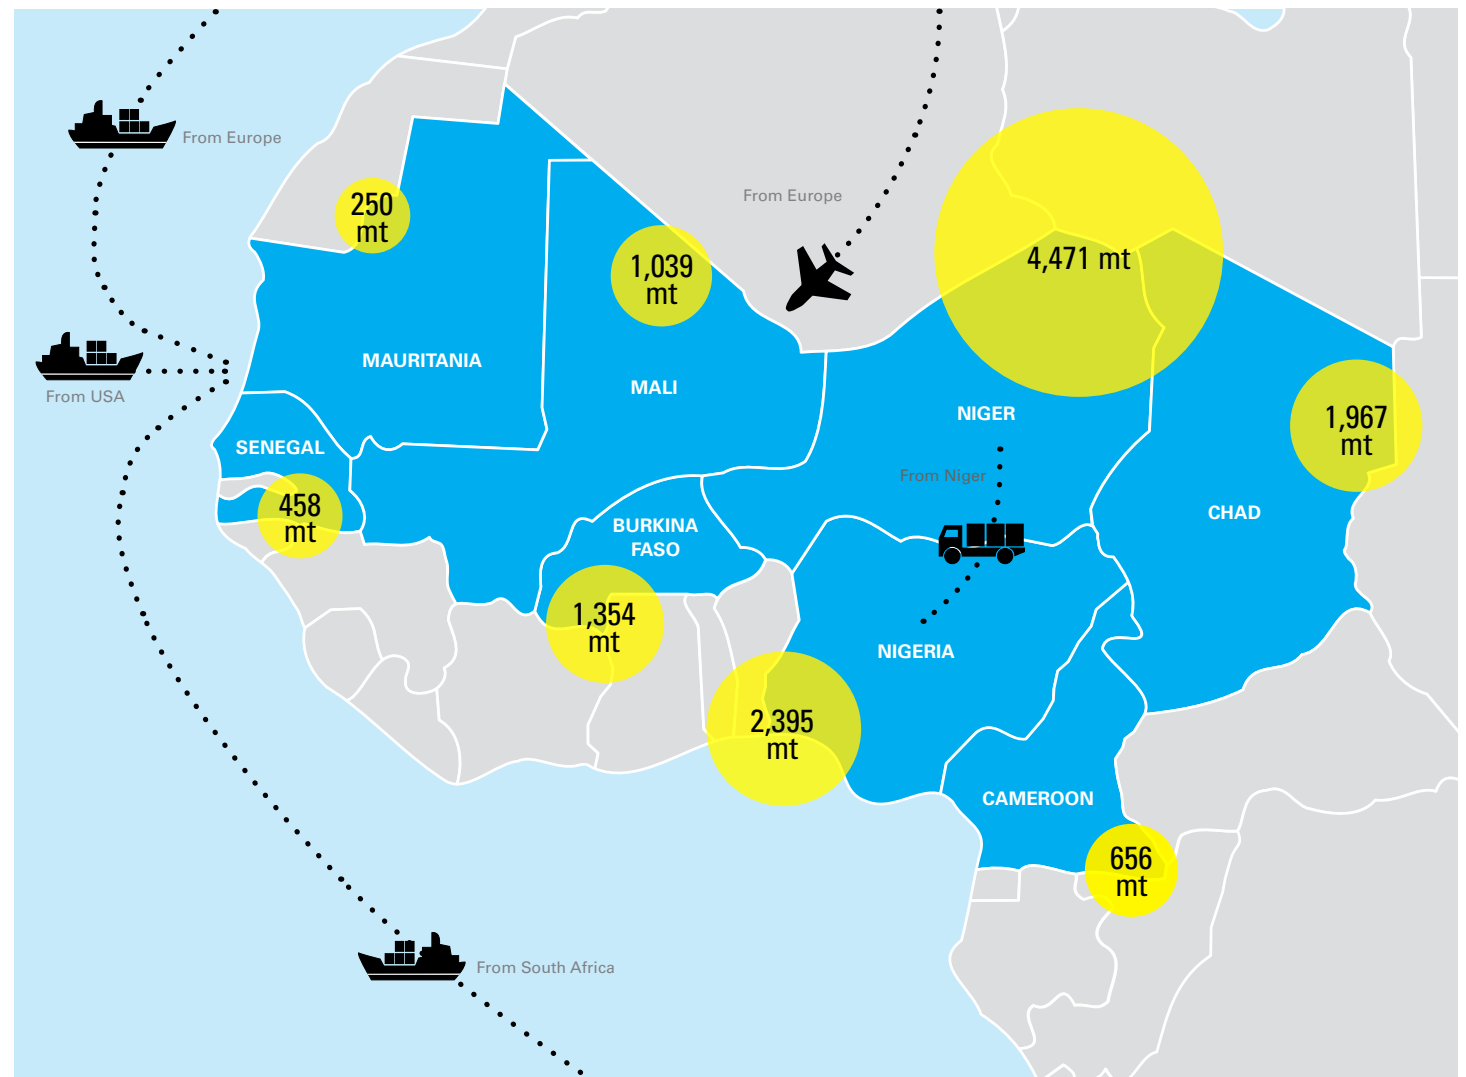 From Europe
From Europe
250
mt
1,039
mt
4,471 mt
MAURITANIA
MALI
From USA
NIGER
1,967
mt
SENEGAL
From Niger
458
mt
BURKINA
FASO
CHAD
1,354
mt
NIGERIA
2,395
mt
CAMEROON
656
mt
From South Africa